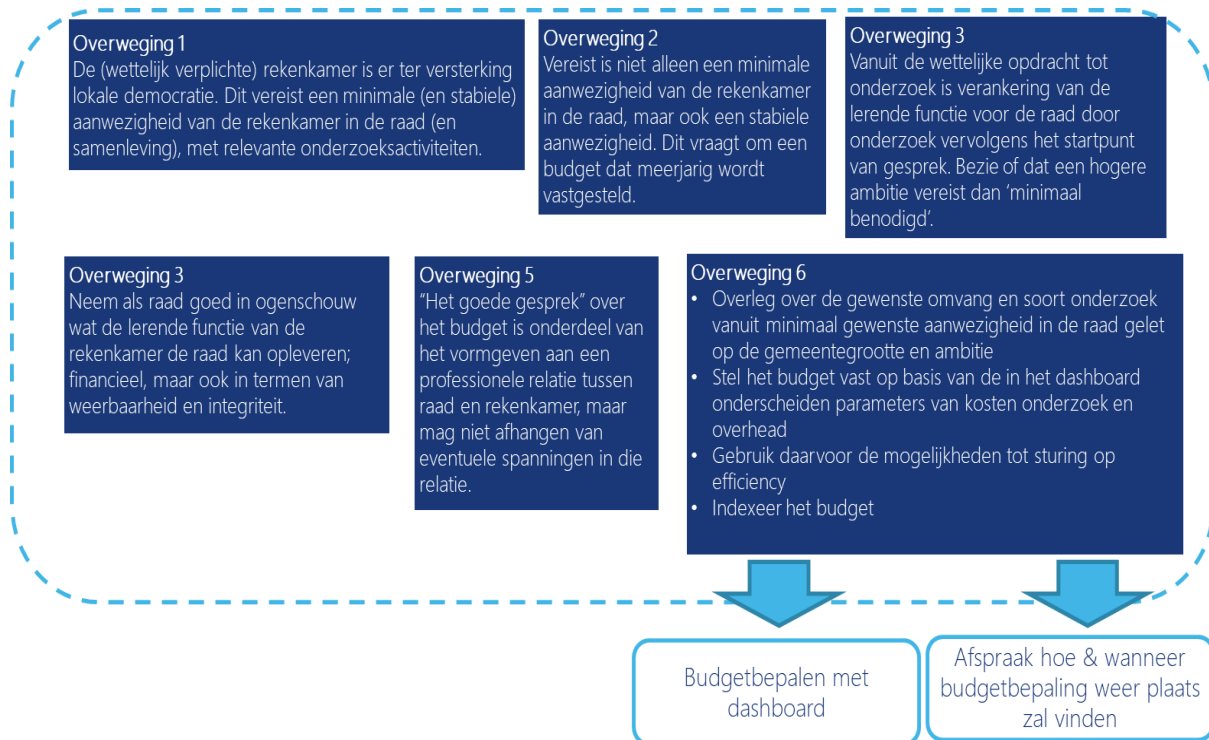 Overweging 1
De (wettelijk verplichte) rekenkamer is er ter versterking
lokale democratie. Dit vereist een minimale (en stabiele)
aanwezigheid van de rekenkamer in de raad (en
samenleving), met relevante onderzoeksactiviteiten.
Overweging 2
Vereist is niet alleen een minimale
aanwezigheid van de rekenkamer
in de raad, maar ook een stabiele
aanwezigheid. Dit vraagt om een
budget dat meerjarig wordt
vastgesteld.
Overweging 3
Vanuit de wettelijke opdracht tot
onderzoek is verankering van de
lerende functie voor de raad door
onderzoek vervolgens het startpunt
van gesprek. Bezie of dat een hogere
ambitie vereist dan ‘minimaal
benodigd’.
Overweging 3
Neem als raad goed in ogenschouw
wat de lerende functie van de
rekenkamer de raad kan opleveren;
financieel, maar ook in termen van
weerbaarheid en integriteit.
Overweging 5
“Het goede gesprek” over
het budget is onderdeel van
het vormgeven aan een
professionele relatie tussen
raad en rekenkamer, maar
mag niet afhangen van
eventuele spanningen in die
relatie.
Overweging 6
• Overleg over de gewenste omvang en soort onderzoek
vanuit minimaal gewenste aanwezigheid in de raad gelet
op de gemeentegrootte en ambitie
• Stel het budget vast op basis van de in het dashboard
onderscheiden parameters van kosten onderzoek en
overhead
• Gebruik daarvoor de mogelijkheden tot sturing op
efficiency
• Indexeer het budget
Budgetbepalen met
dashboard
Afspraak hoe & wanneer
budgetbepaling weer plaats
zal vinden